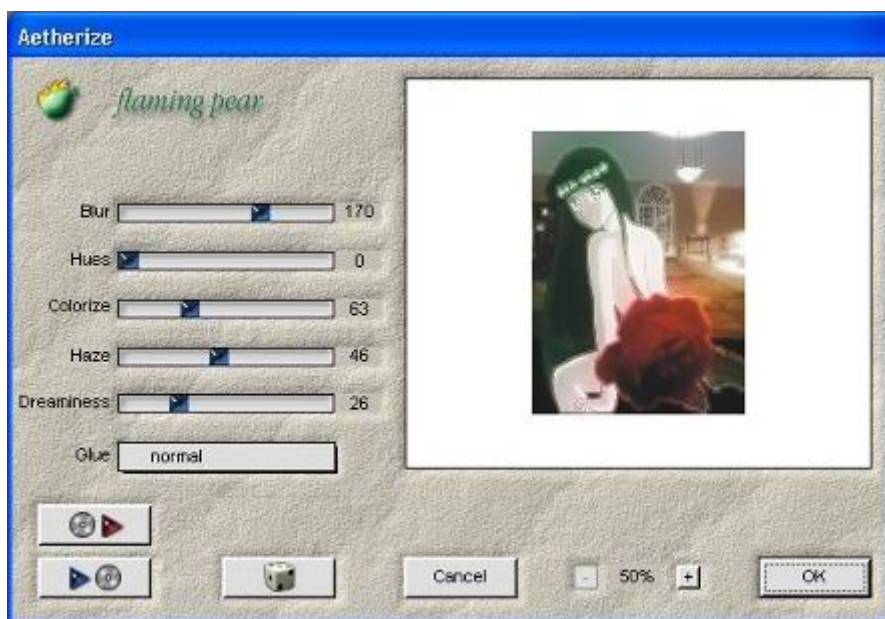 Aetherize
flaming pear
Blur 170
Hues 0
Colorize 63
Haze 46
Dreaminess 26
Glue normal
Cancel
- 50% +
OK